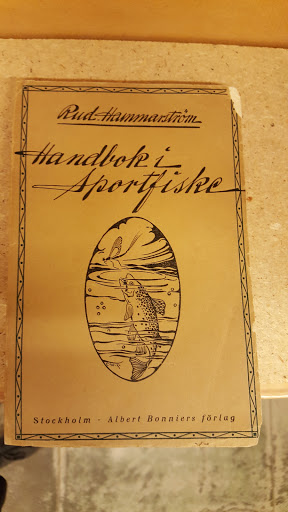 Rud. Hammarström
Handbok i
Sportfiske
Stockholm - Albert Bonniers förlag